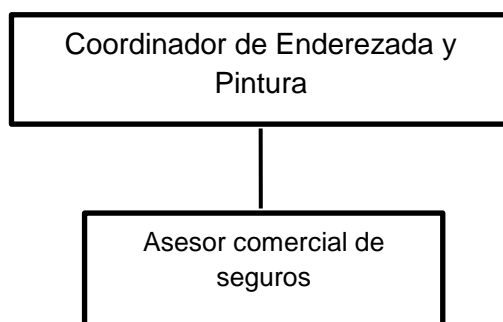 Coordinador de Enderezada y
Pintura
Asesor comercial de
seguros